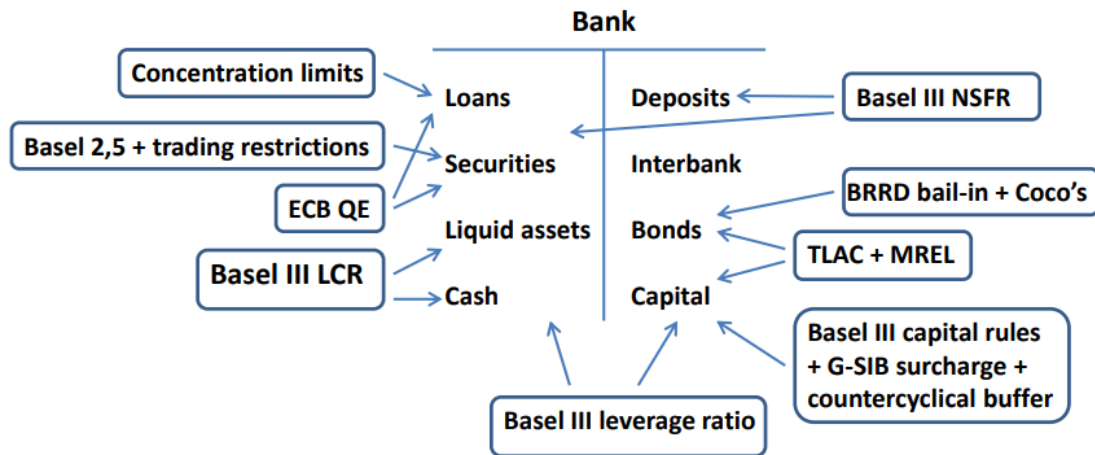 Bank
Concentration limits
Loans
Deposits
Basel III NSFR
Basel 2,5 + trading restrictions
Securities
Interbank
ECB QE
BRRD bail-in + Coco's
Liquid assets
Bonds
TLAC + MREL
Basel III LCR
Cash
Capital
Basel III capital rules
+ G-SIB surcharge +
countercyclical buffer
Basel III leverage ratio